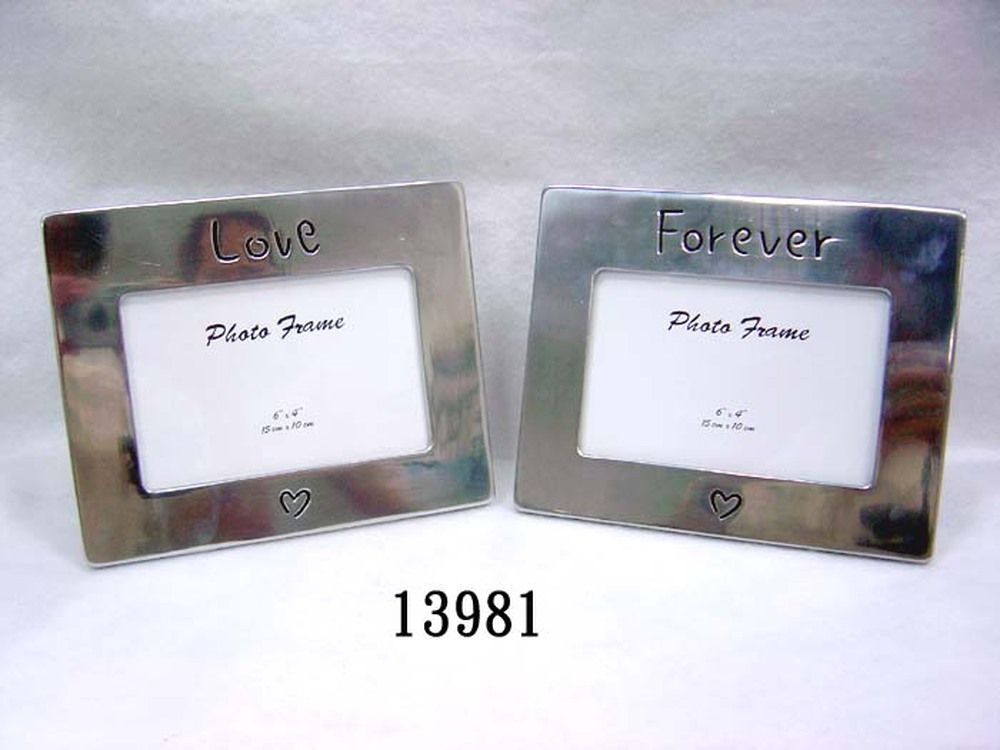 Love
Photo Frame
6" x 4"
15 cm x 10 cm
Forever
Photo Frame
6" x 4"
15 cm x 10 cm
13981